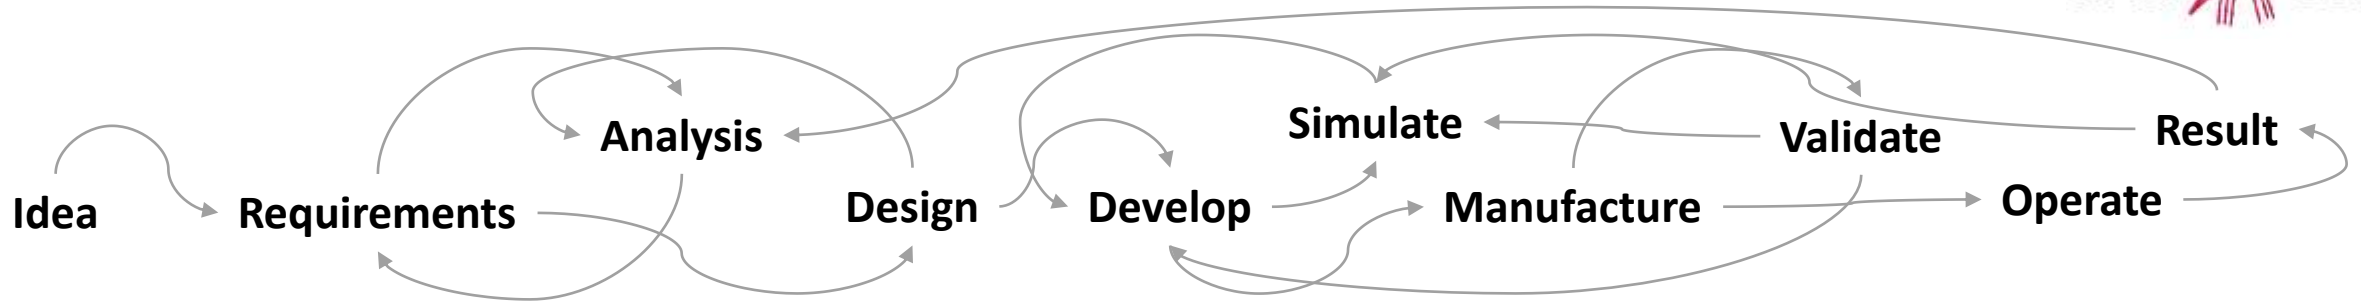 Idea
Requirements
Analysis
Design
Develop
Simulate
Manufacture
Validate
Operate
Result